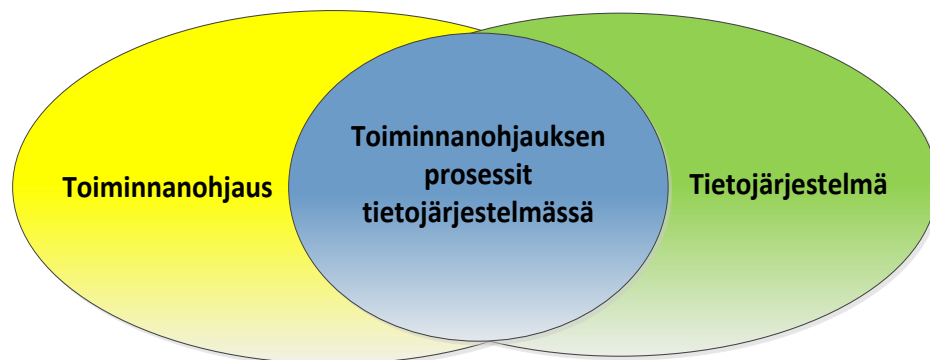 Toiminnanohjaus
Toiminnanohjauksen
prosessit
tietojärjestelmässä
Tietojärjestelmä